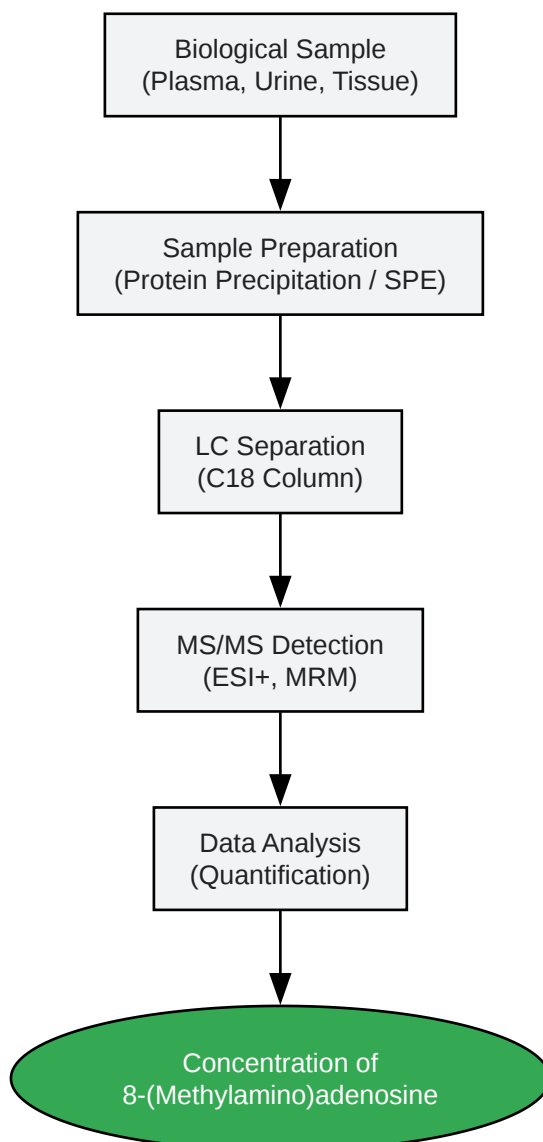 Biological Sample
(Plasma, Urine, Tissue)
Sample Preparation
(Protein Precipitation / SPE)
LC Separation
(C18 Column)
MS/MS Detection
(ESI+, MRM)
Data Analysis
(Quantification)
Concentration of
8-(Methylamino)adenosine